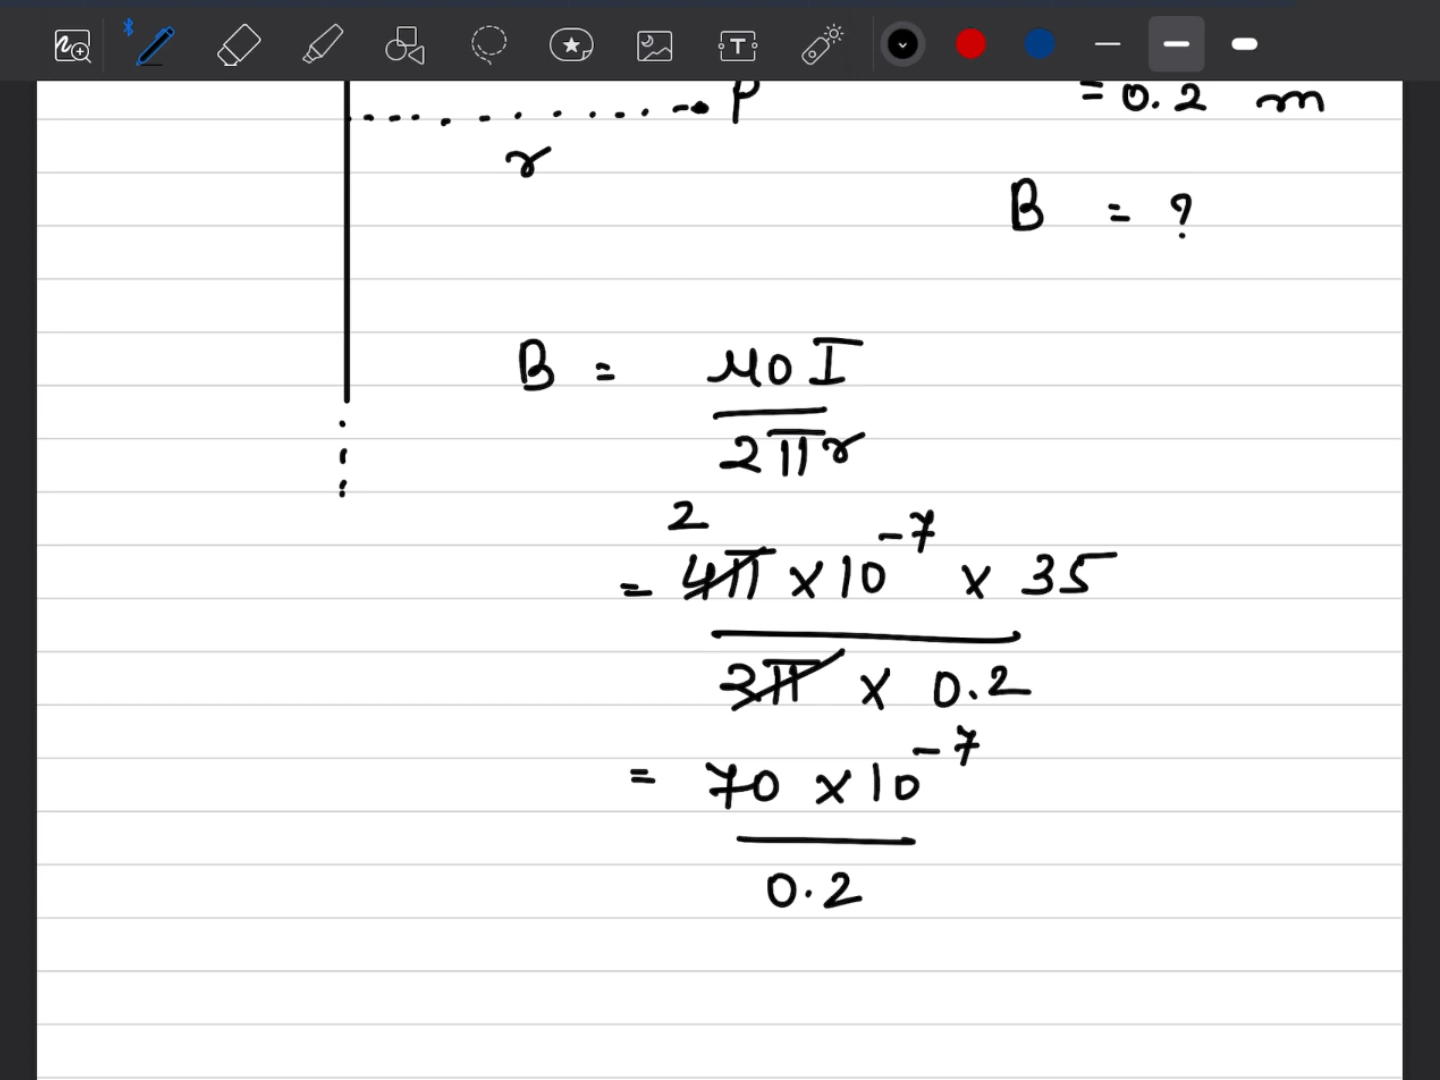 P = 0.2 m
r
B = ?
B = μ0 I
2πr
2
= 4π x 10^-7 x 35
2π x 0.2
= 70 x 10^-7
0.2